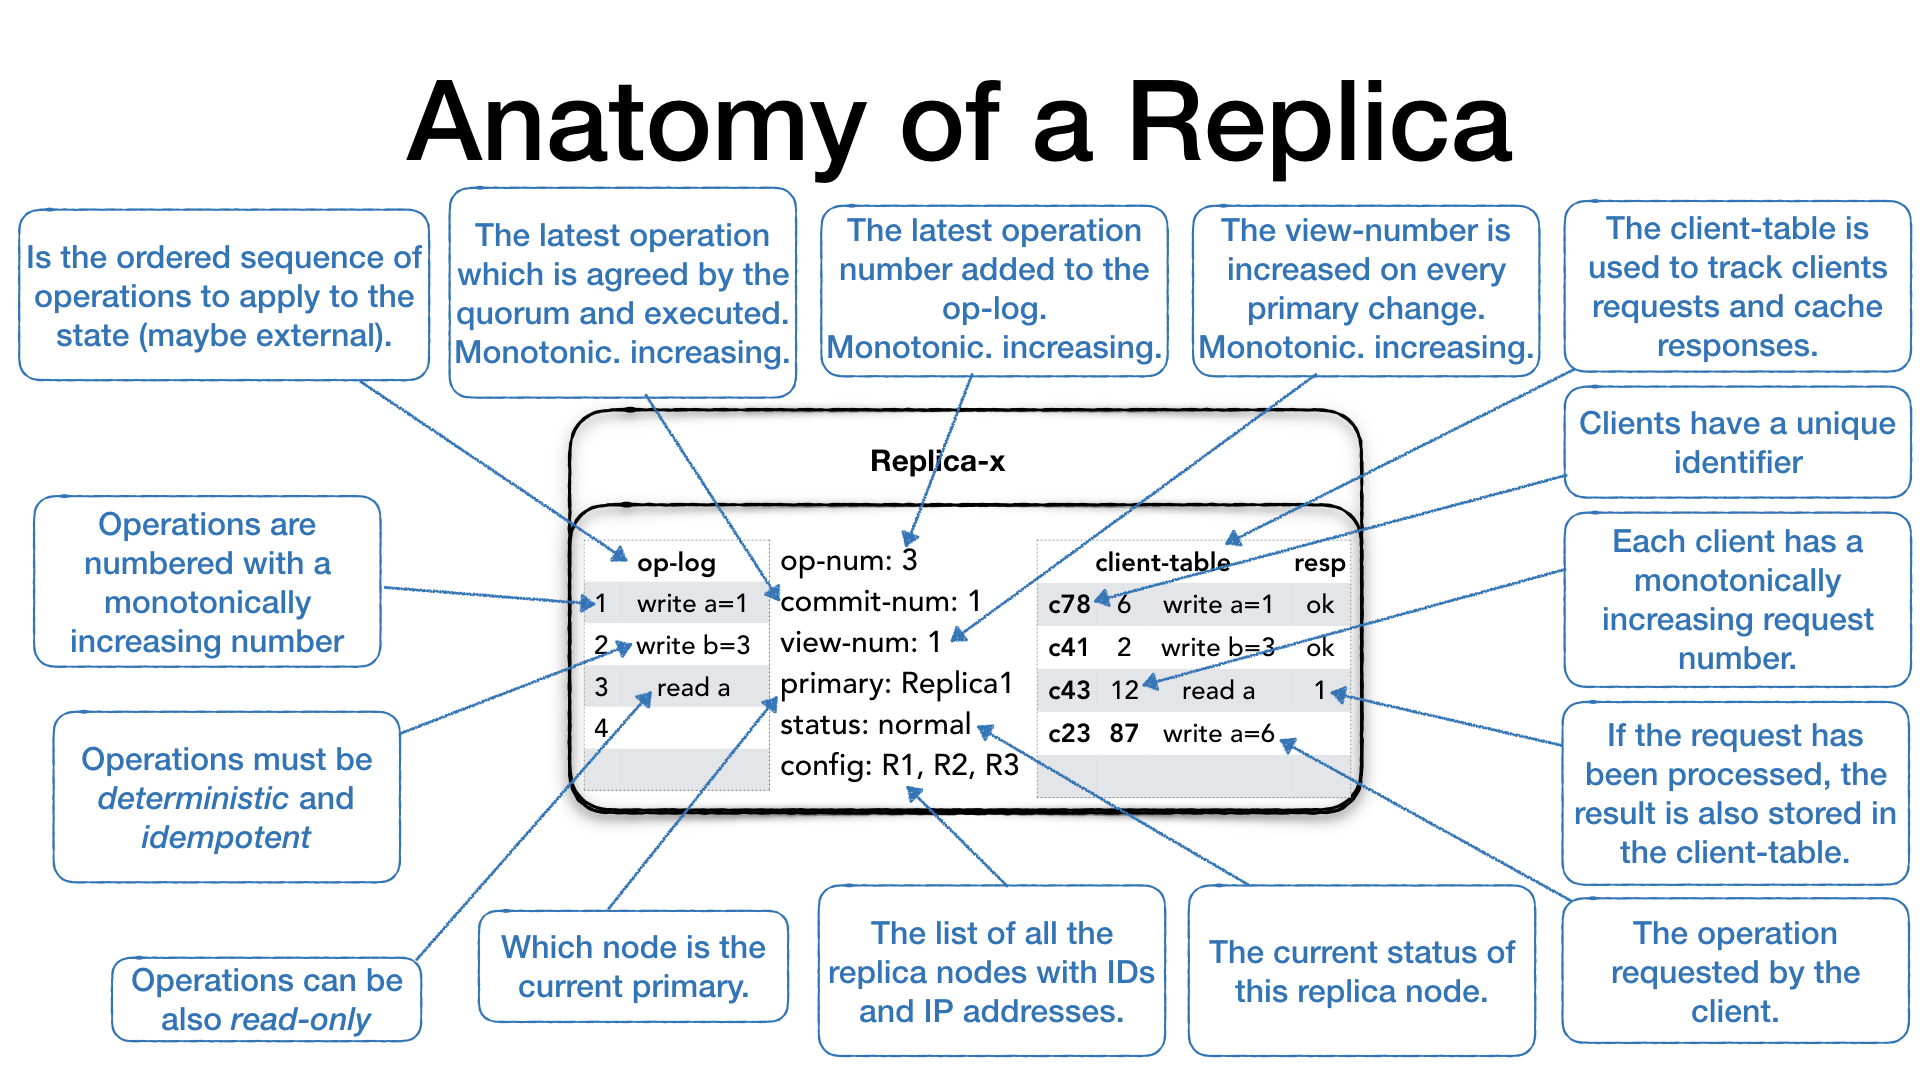 Anatomy of a Replica
Is the ordered sequence of
operations to apply to the
state (maybe external).
The latest operation
which is agreed by the
quorum and executed.
Monotonic. increasing.
The latest operation
number added to the
op-log.
Monotonic. increasing.
The view-number is
increased on every
primary change.
Monotonic. increasing.
The client-table is
used to track clients
requests and cache
responses.
Clients have a unique
identifier
Each client has a
monotonically
increasing request
number.
If the request has
been processed, the
result is also stored in
the client-table.
The operation
requested by the
client.
Operations are
numbered with a
monotonically
increasing number
Operations must be
deterministic and
idempotent
Operations can be
also read-only
Which node is the
current primary.
The list of all the
replica nodes with IDs
and IP addresses.
The current status of
this replica node.
Replica-x
op-log
1 write a=1
2 write b=3
3 read a
4
op-num: 3
commit-num: 1
view-num: 1
primary: Replica1
status: normal
config: R1, R2, R3
client-table resp
c78 6 write a=1 ok
c41 2 write b=3 ok
c43 12 read a 1
c23 87 write a=6